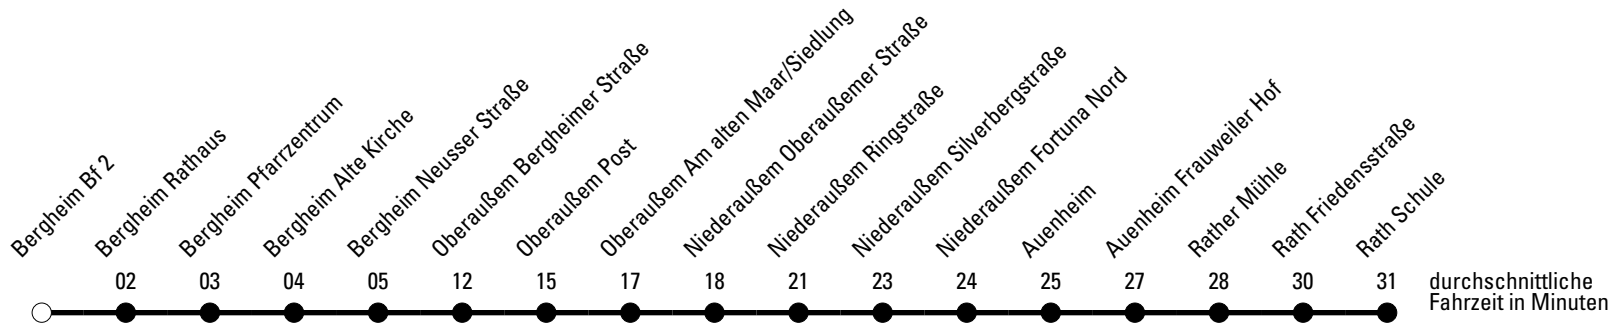 Bergheim Bf 2
Bergheim Rathaus
Bergheim Pfarrzentrum
Bergheim Alte Kirche
Bergheim Neusser Straße
Oberaußem Bergheimer Straße
Oberaußem Post
Oberaußem Am alten Maar/Siedlung
Niederaußem Oberaußemer Straße
Niederaußem Ringstraße
Niederaußem Silverbergstraße
Niederaußem Fortuna Nord
Auenheim
Auenheim Frauweiler Hof
Rather Mühle
Rath Friedensstraße
Rath Schule
02 03 04 05 12 15 17 18 21 23 24 25 27 28 30 31 durchschnittliche
Fahrzeit in Minuten